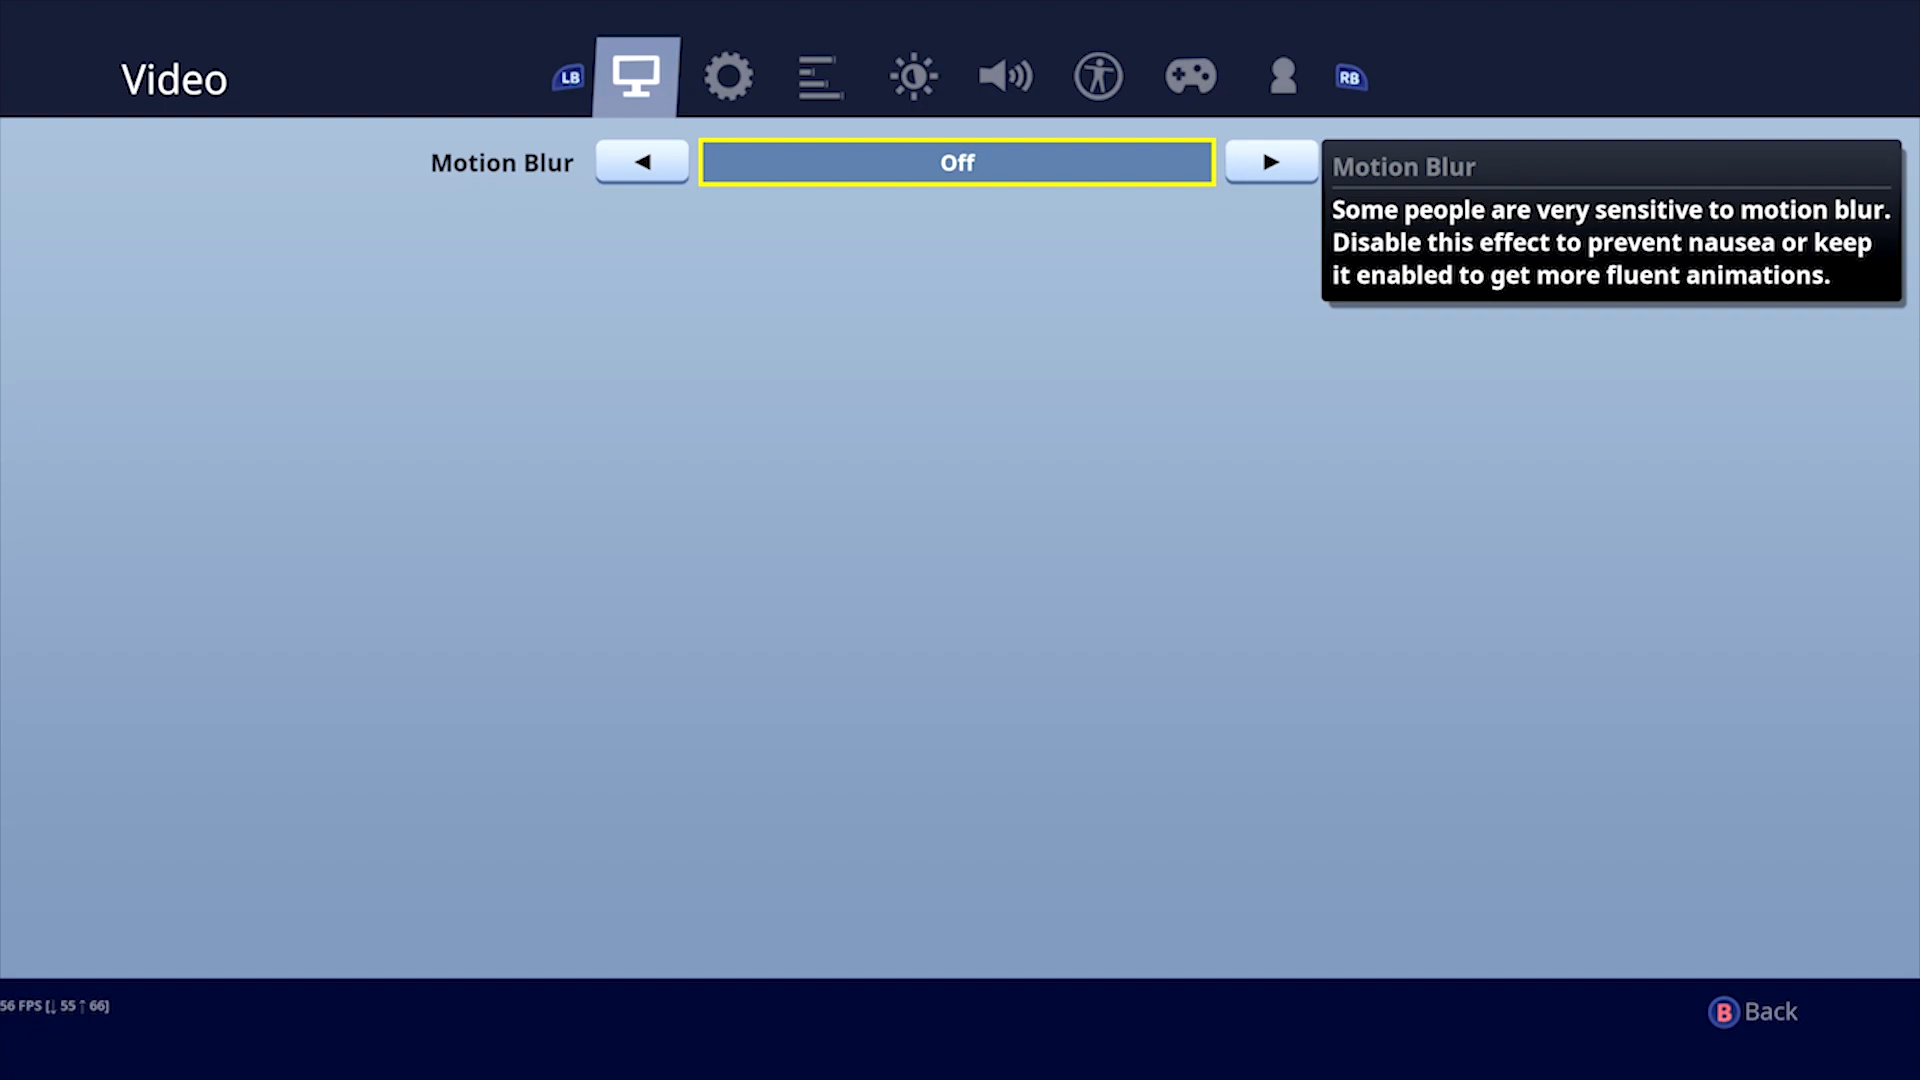 Video
LB
RB
Motion Blur
Off
Motion Blur
Some people are very sensitive to motion blur.
Disable this effect to prevent nausea or keep
it enabled to get more fluent animations.
56 FPS [↓ 55 ↑ 66]
B Back